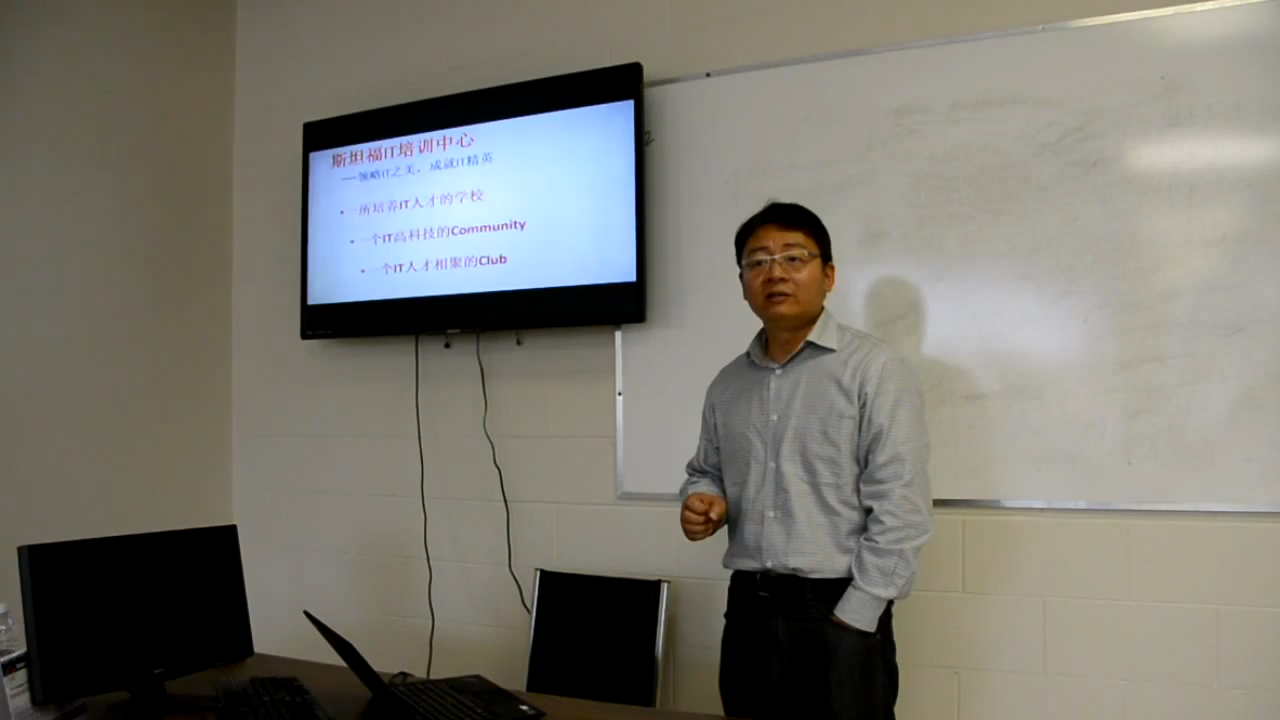 斯坦福IT培训中心
——领略IT之美,成就IT精英
• 一所培养IT人才的学校
• 一个IT高科技的Community
• 一个IT人才相聚的Club